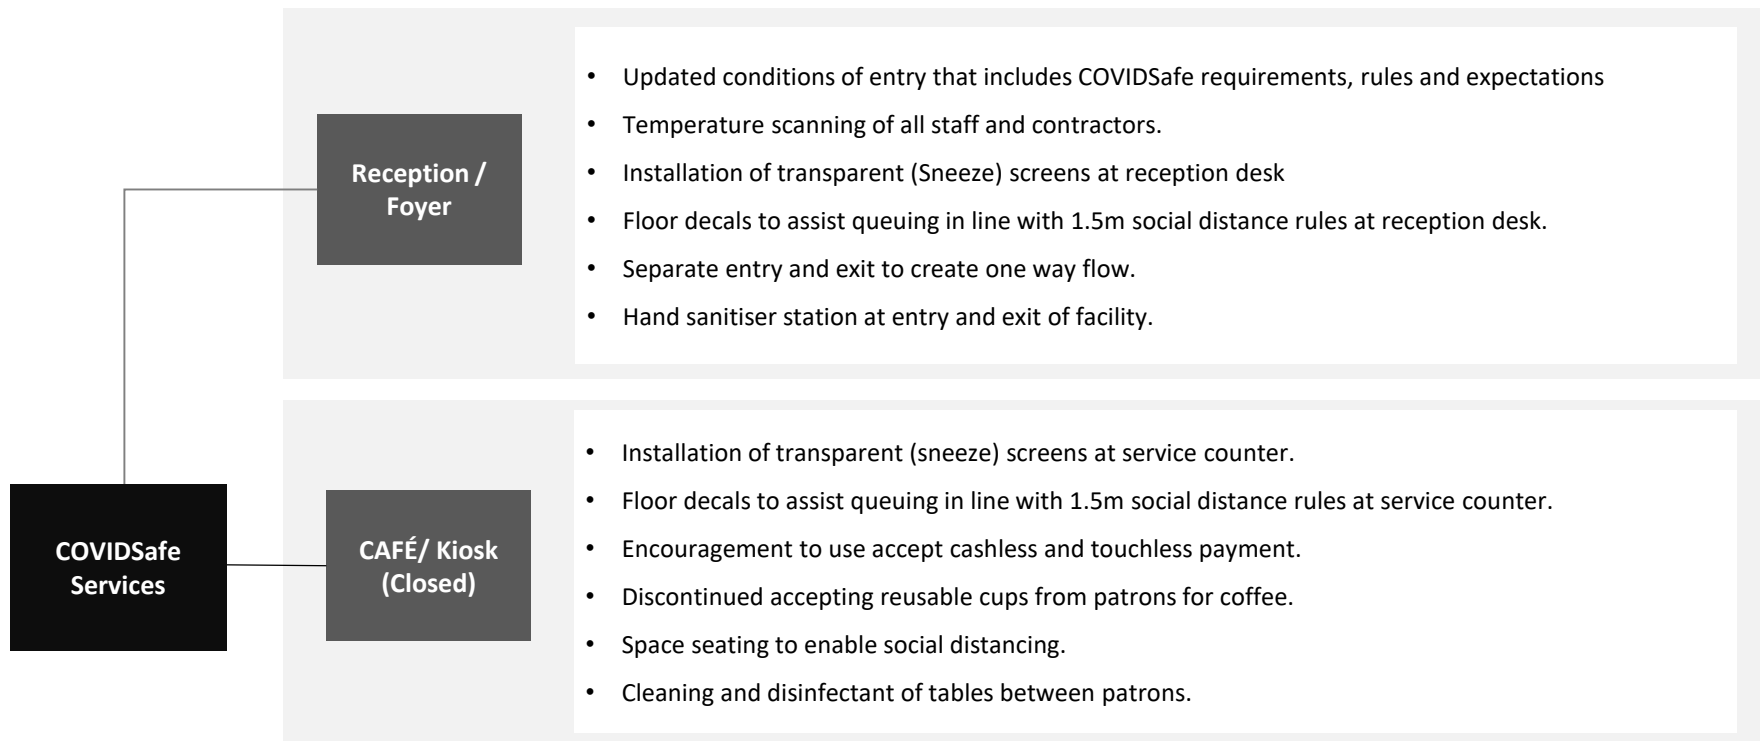 Reception /
Foyer
• Updated conditions of entry that includes COVIDSafe requirements, rules and expectations
• Temperature scanning of all staff and contractors.
• Installation of transparent (Sneeze) screens at reception desk
• Floor decals to assist queuing in line with 1.5m social distance rules at reception desk.
• Separate entry and exit to create one way flow.
• Hand sanitiser station at entry and exit of facility.
COVIDSafe
Services
CAFÉ/ Kiosk
(Closed)
• Installation of transparent (sneeze) screens at service counter.
• Floor decals to assist queuing in line with 1.5m social distance rules at service counter.
• Encouragement to use accept cashless and touchless payment.
• Discontinued accepting reusable cups from patrons for coffee.
• Space seating to enable social distancing.
• Cleaning and disinfectant of tables between patrons.